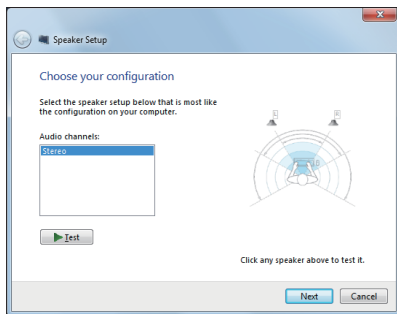 Speaker Setup
Choose your configuration
Select the speaker setup below that is most like
the configuration on your computer.
Audio channels:
Stereo
L
R
Test
Click any speaker above to test it.
Next
Cancel